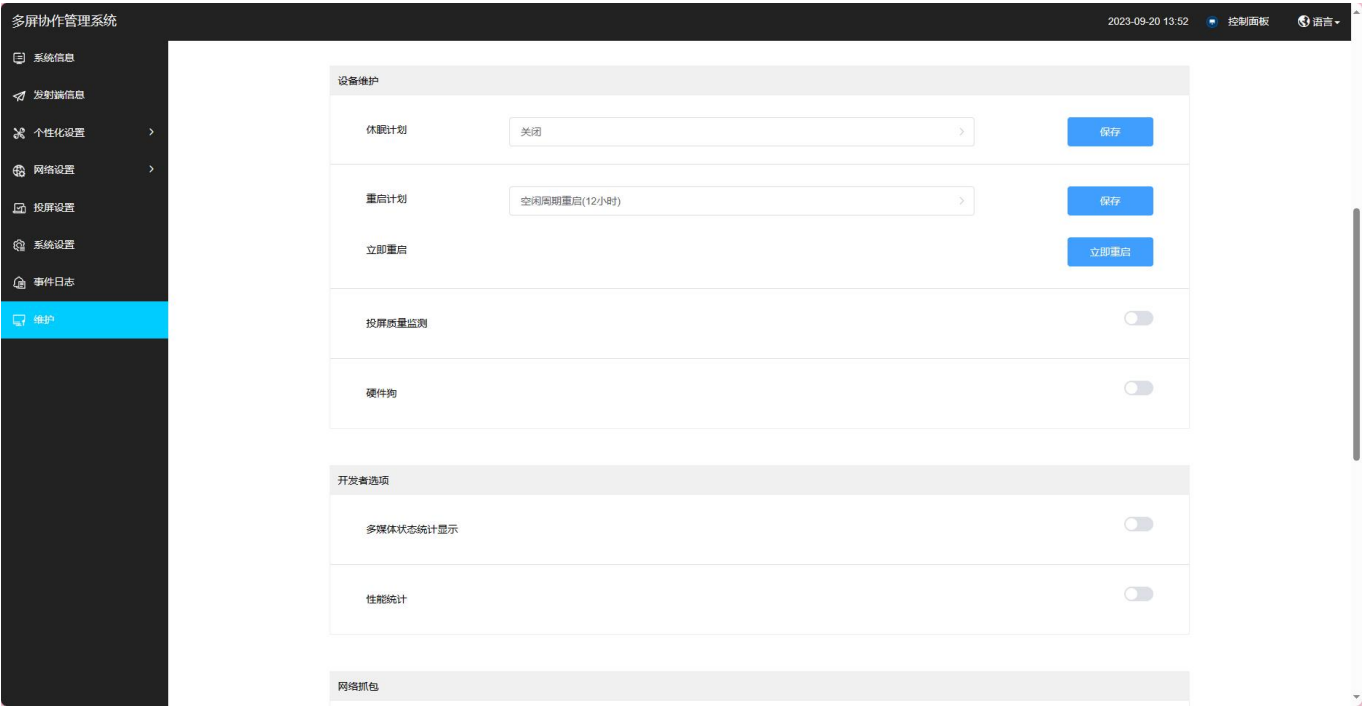 多屏协作管理系统
2023-09-20 13:52 控制面板 语言
系统信息
发射端信息
个性化设置
网络设置
投屏设置
系统设置
事件日志
维护
设备维护
休眠计划 关闭 保存
重启计划 空闲周期重启(12小时) 保存
立即重启 立即重启
投屏质量监测
硬件狗
开发者选项
多媒体状态统计显示
性能统计
网络抓包